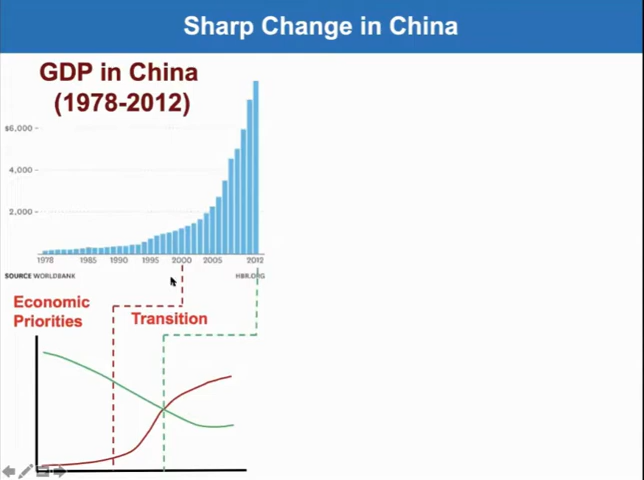 Sharp Change in China
GDP in China
(1978-2012)
$6,000
4,000
2,000
1978 1985 1990 1995 2000 2005 2012
SOURCE WORLDBANK HBR.ORG
Economic
Priorities
Transition